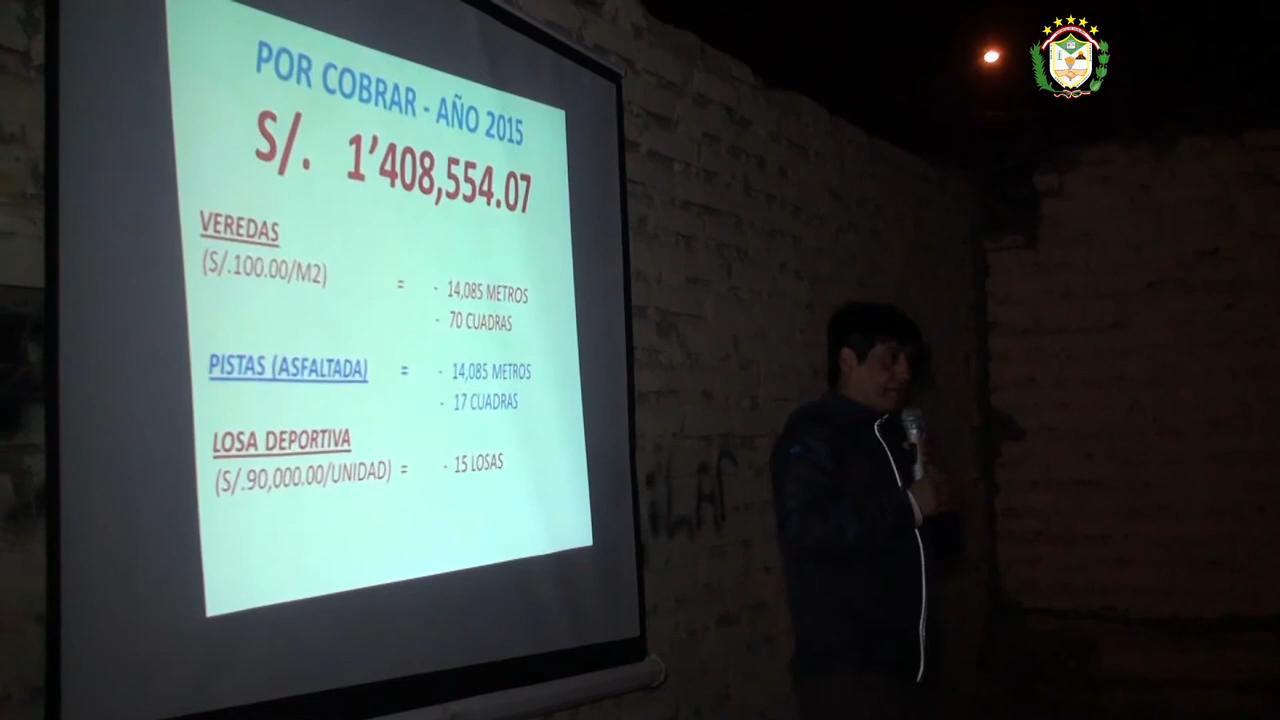 POR COBRAR - AÑO 2015
S/. 1'408,554.07
VEREDAS
(S/.100.00/M2) = - 14,085 METROS
- 70 CUADRAS
PISTAS (ASFALTADA) = - 14,085 METROS
- 17 CUADRAS
LOSA DEPORTIVA
(S/.90,000.00/UNIDAD) = - 15 LOSAS